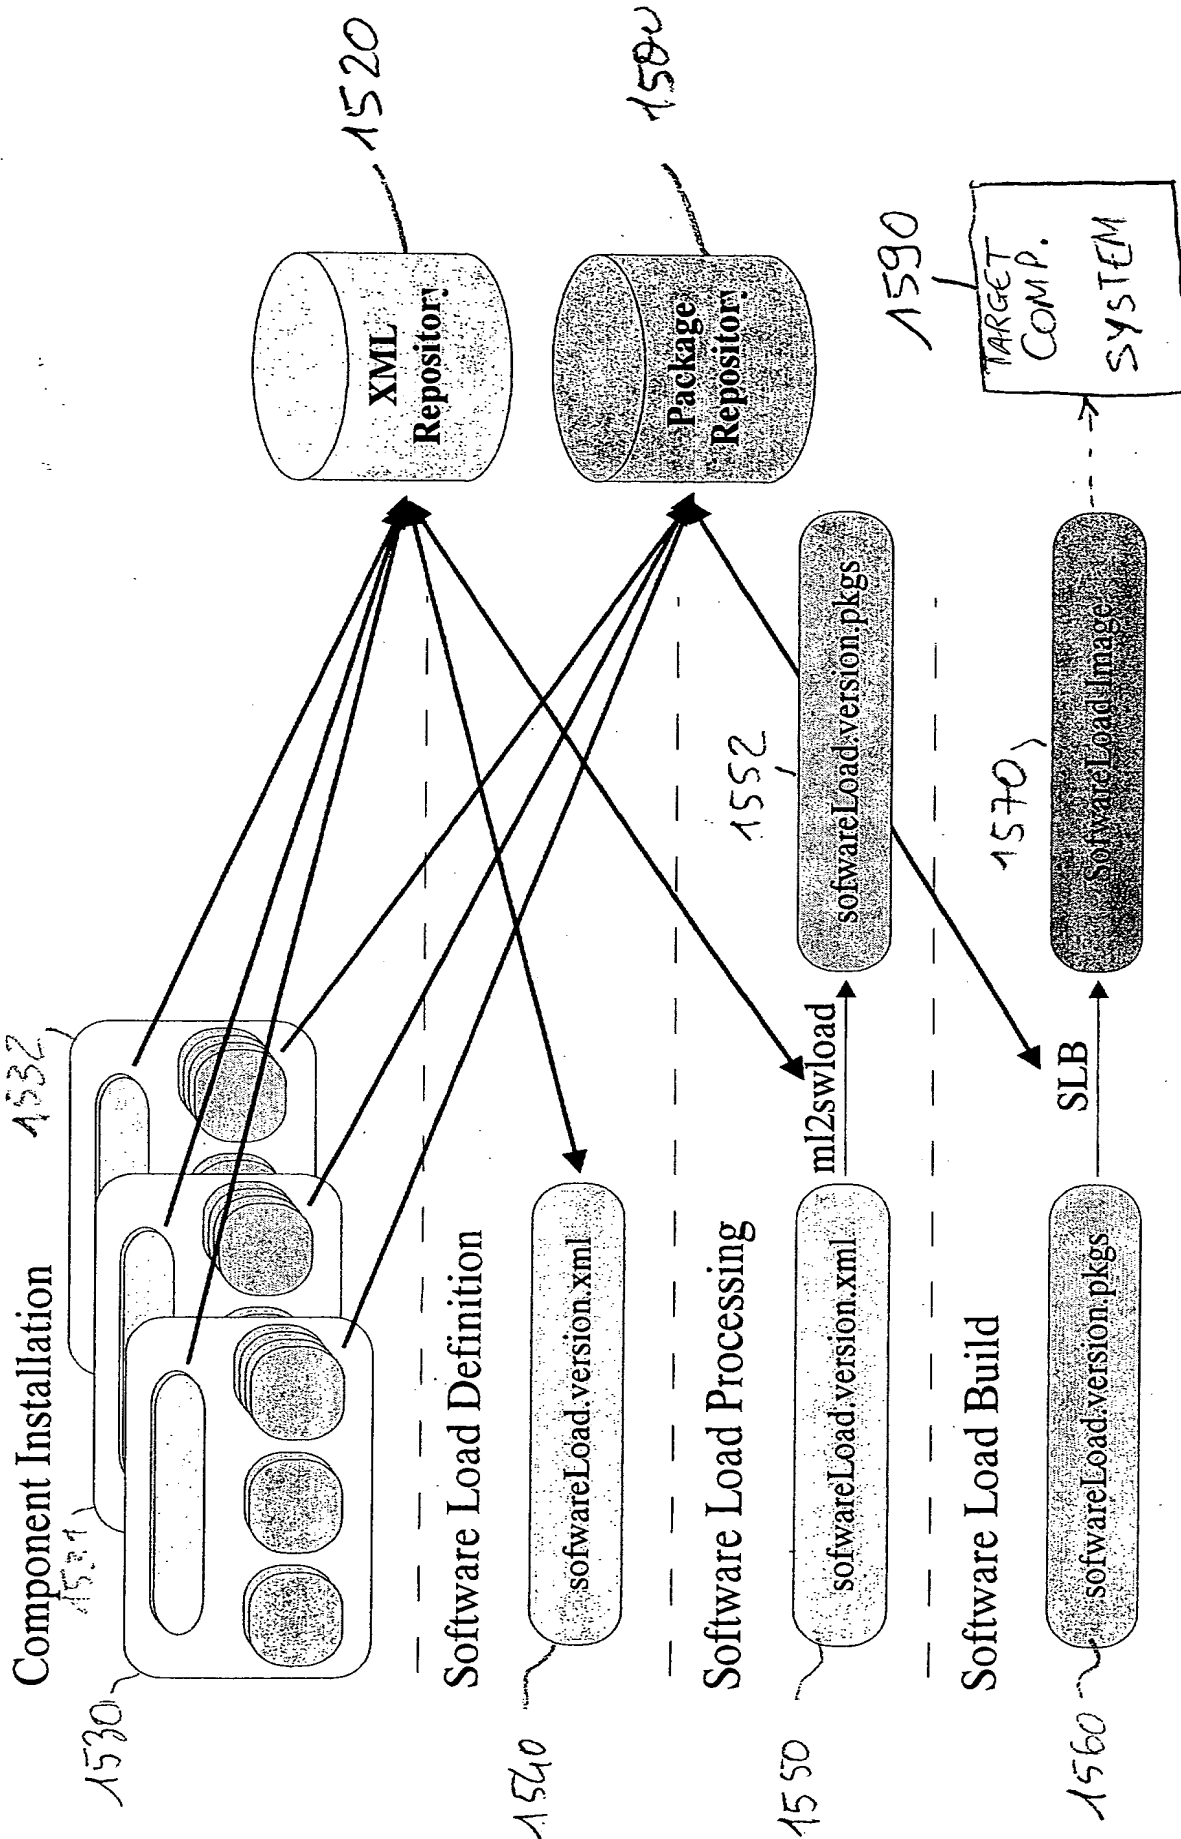 Component Installation
1530
1531
1532
XML
Repository
1520
Package
Repository
Software Load Definition
1540
sofwareLoad.version.xml
Software Load Processing
1550
sofwareLoad.version.xml
ml2swload
1552
sofwareLoad.version.pkgs
Software Load Build
1560
sofwareLoad.version.pkgs
SLB
1570
SofwareLoad.Image
1590
TARGET
COMP.
SYSTEM